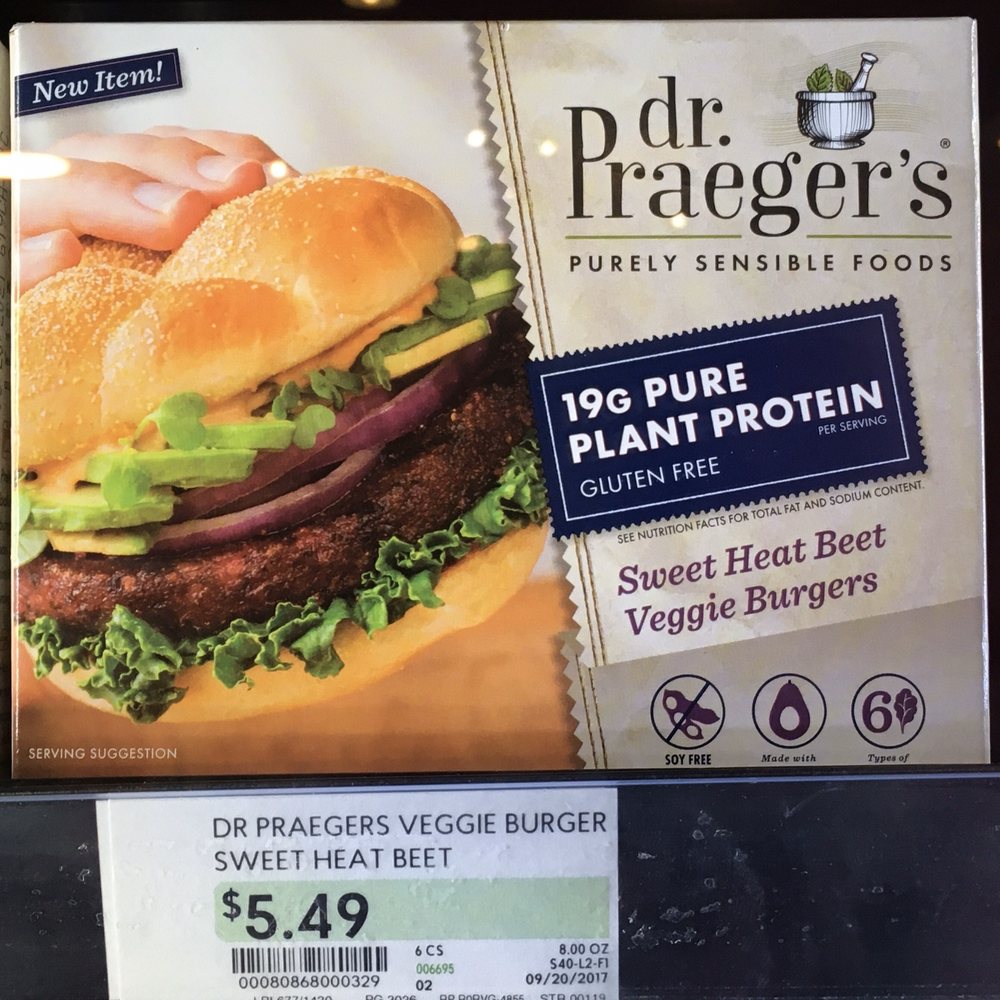 New Item!
dr.
Praeger's®
PURELY SENSIBLE FOODS
19G PURE
PLANT PROTEIN
PER SERVING
GLUTEN FREE
SEE NUTRITION FACTS FOR TOTAL FAT AND SODIUM CONTENT.
Sweet Heat Beet
Veggie Burgers
6
SOY FREE
Made with
Types of
SERVING SUGGESTION
DR PRAEGERS VEGGIE BURGER
SWEET HEAT BEET
$5.49
6 CS
8.00 OZ
006695
S40-L2-F1
00080868000329
02
09/20/2017